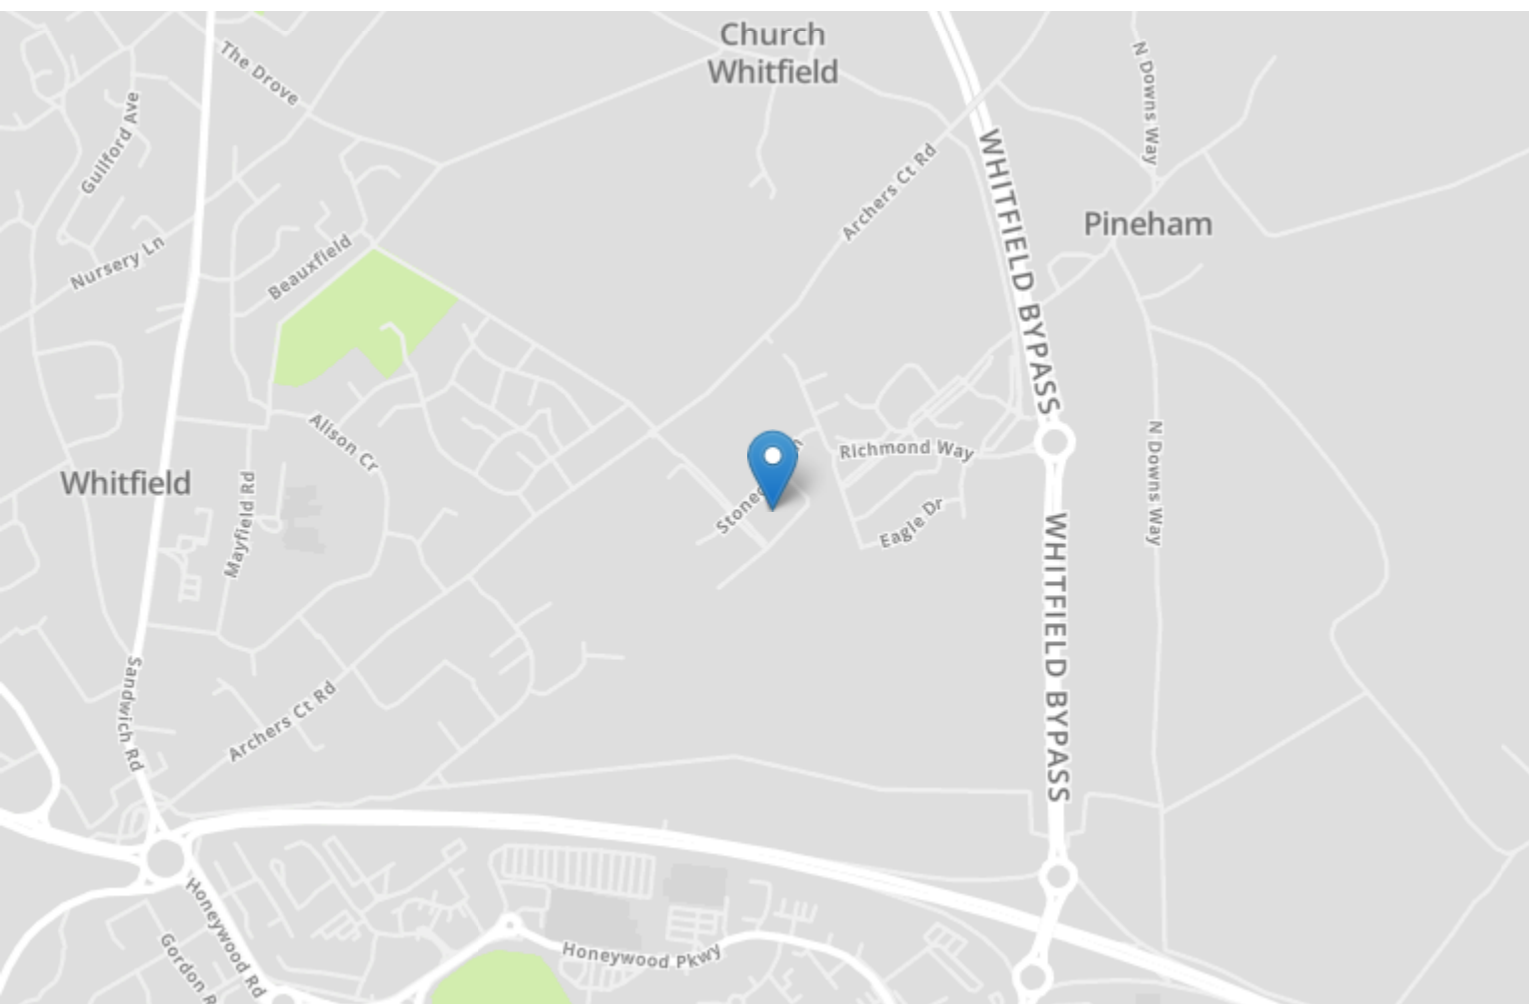 Church
Whitfield
The Drove
N Downs Way
Guilford Ave
Archers Ct Rd
WHITFIELD BYPASS
Pineham
Nursery Ln
Beauxfield
Alison Cr
Richmond Way
Whitfield
Mayfield Rd
Eagle Dr
N Downs Way
WHITFIELD BYPASS
Sandwich Rd
Archers Ct Rd
Honeywood Rd
Gordon R
Honeywood Pkwy